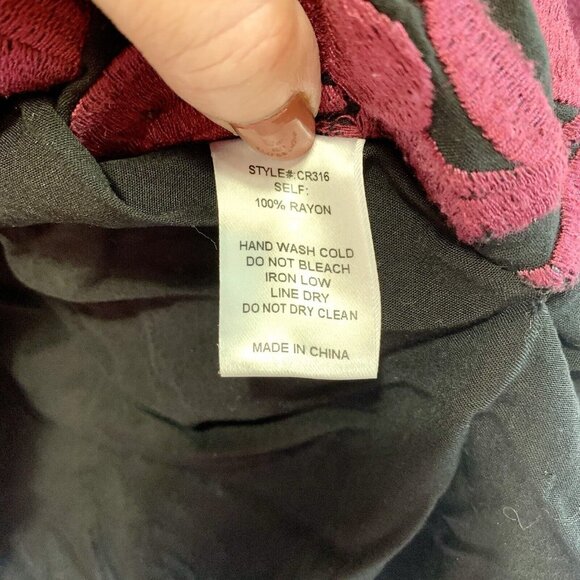 STYLE#:CR316
SELF:
100% RAYON
HAND WASH COLD
DO NOT BLEACH
IRON LOW
LINE DRY
DO NOT DRY CLEAN
MADE IN CHINA